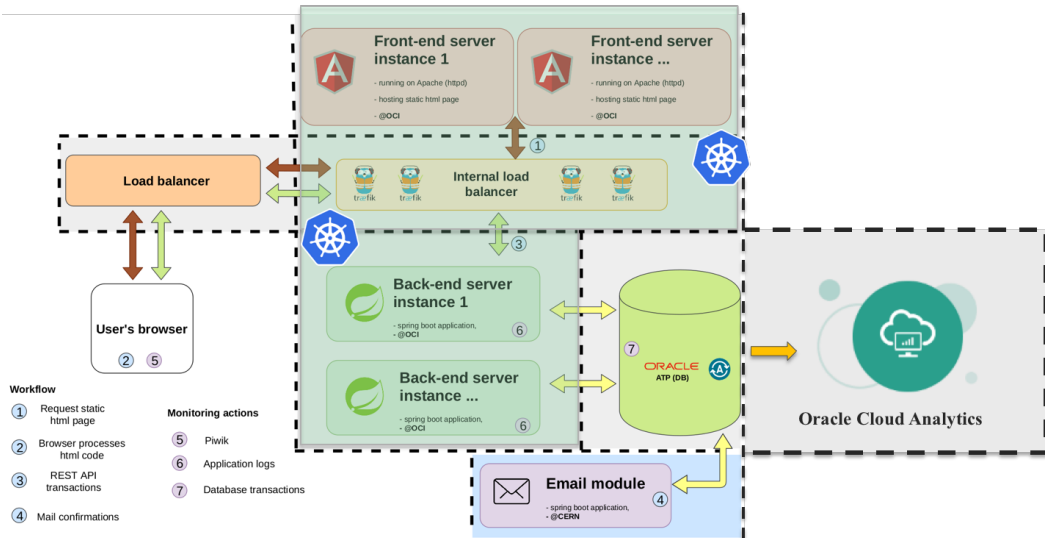 Front-end server
instance 1
- running on Apache (httpd)
- hosting static html page
- @OCI
Front-end server
instance ...
- running on Apache (httpd)
- hosting static html page
- @OCI
1
Load balancer
Internal load
balancer
træfik
træfik
træfik
træfik
3
Back-end server
instance 1
- spring boot application,
- @OCI
6
User's browser
2
5
7
ORACLE
ATP (DB)
A
Back-end server
instance ...
- spring boot application,
- @OCI
6
Oracle Cloud Analytics
Email module
- spring boot application,
- @CERN
4
Workflow
1 Request static
html page
2 Browser processes
html code
3 REST API
transactions
4 Mail confirmations
Monitoring actions
5 Piwik
6 Application logs
7 Database transactions